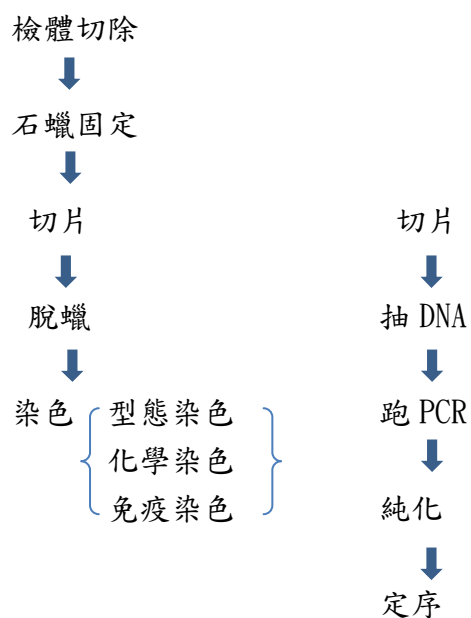 檢體切除
石蠟固定
切片
脫蠟
染色
型態染色
化學染色
免疫染色
切片
抽 DNA
跑 PCR
純化
定序